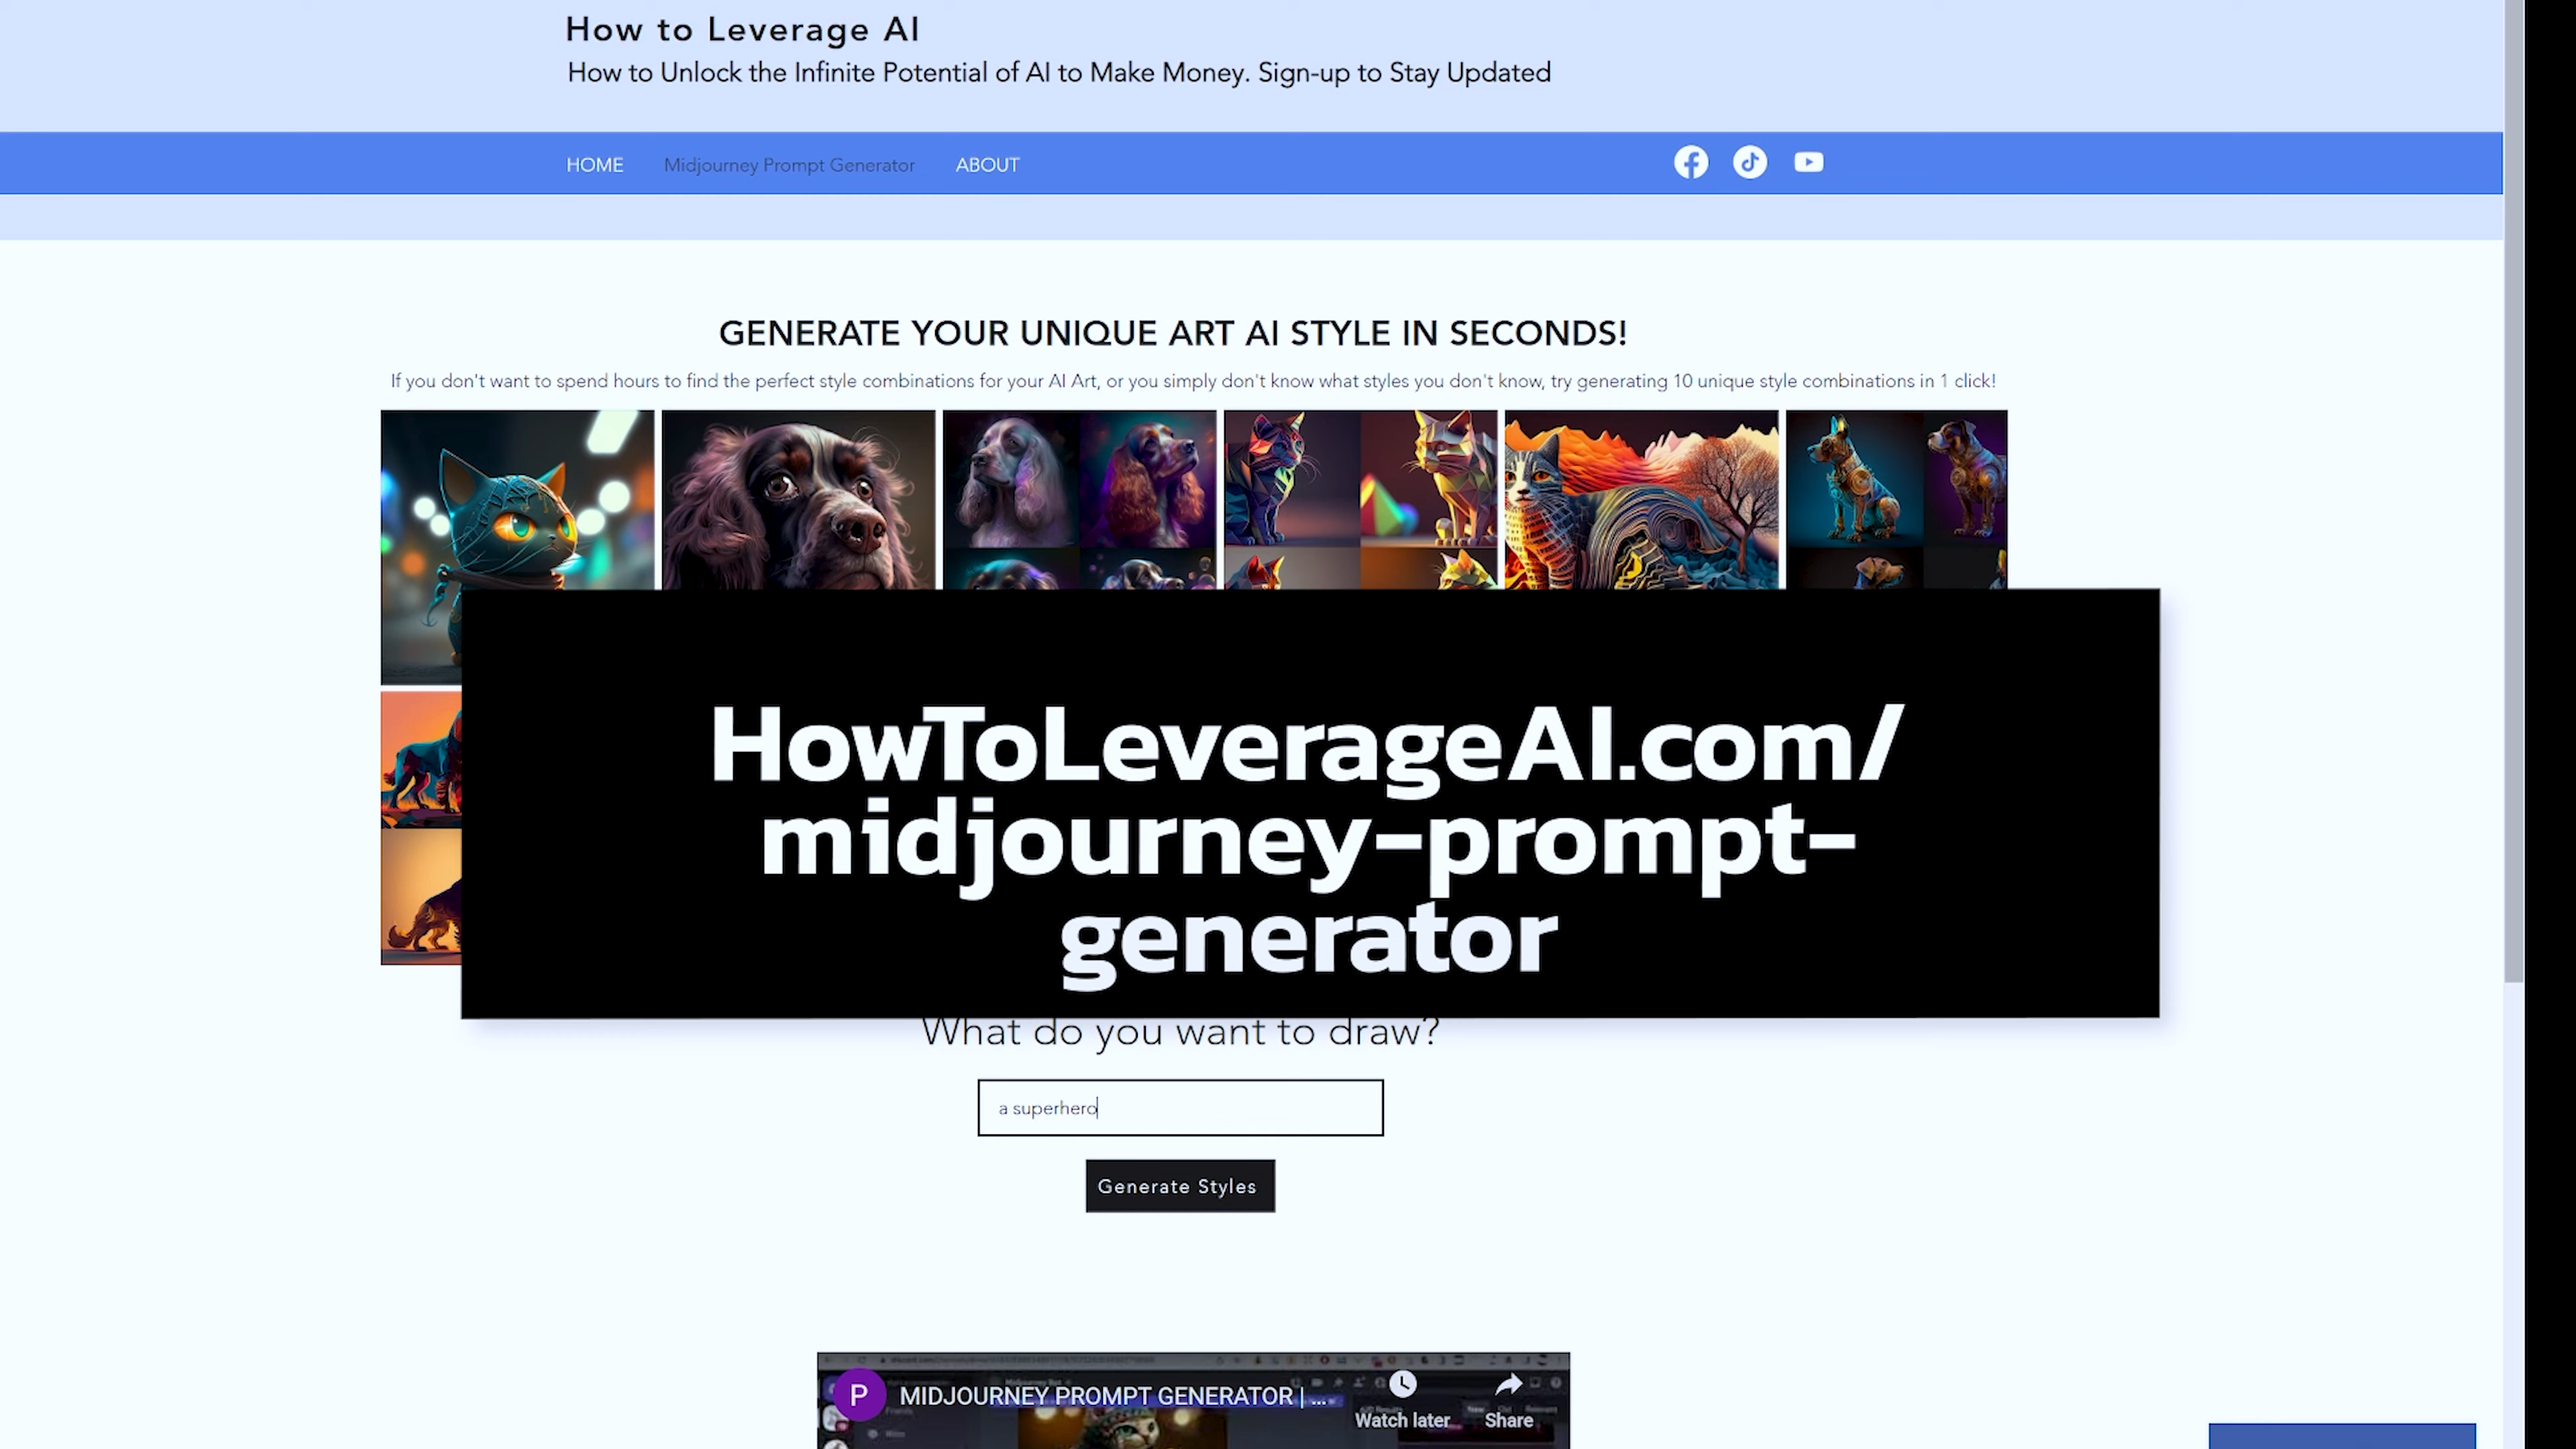 How to Leverage AI
How to Unlock the Infinite Potential of AI to Make Money. Sign-up to Stay Updated
HOME Midjourney Prompt Generator ABOUT
GENERATE YOUR UNIQUE ART AI STYLE IN SECONDS!
If you don't want to spend hours to find the perfect style combinations for your AI Art, or you simply don't know what styles you don't know, try generating 10 unique style combinations in 1 click!
HowToLeverageAI.com/
midjourney-prompt-
generator
What do you want to draw?
a superhero
Generate Styles
P MIDJOURNEY PROMPT GENERATOR | ...
Watch later Share